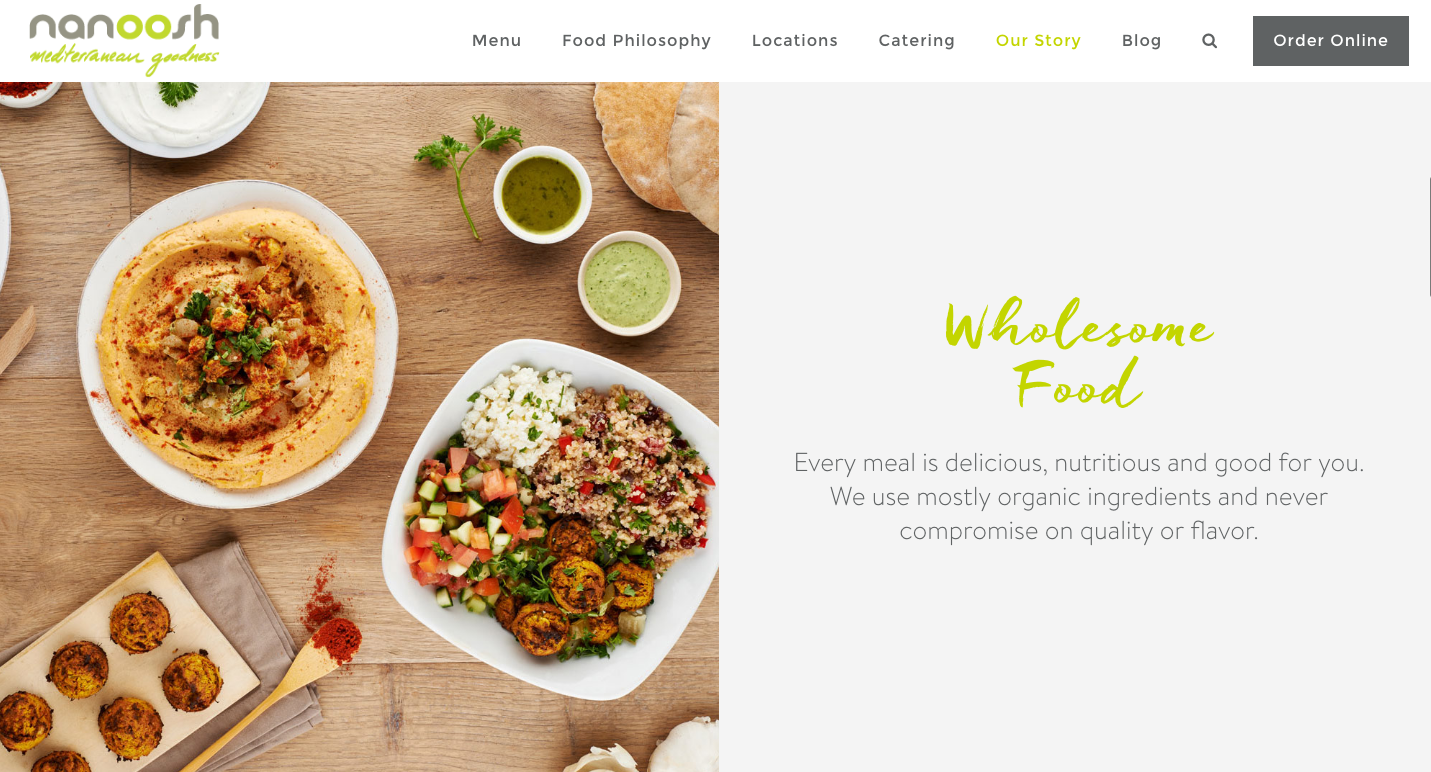 nanoosh
mediterranean goodness
Menu Food Philosophy Locations Catering Our Story Blog Order Online
Wholesome
Food
Every meal is delicious, nutritious and good for you.
We use mostly organic ingredients and never
compromise on quality or flavor.